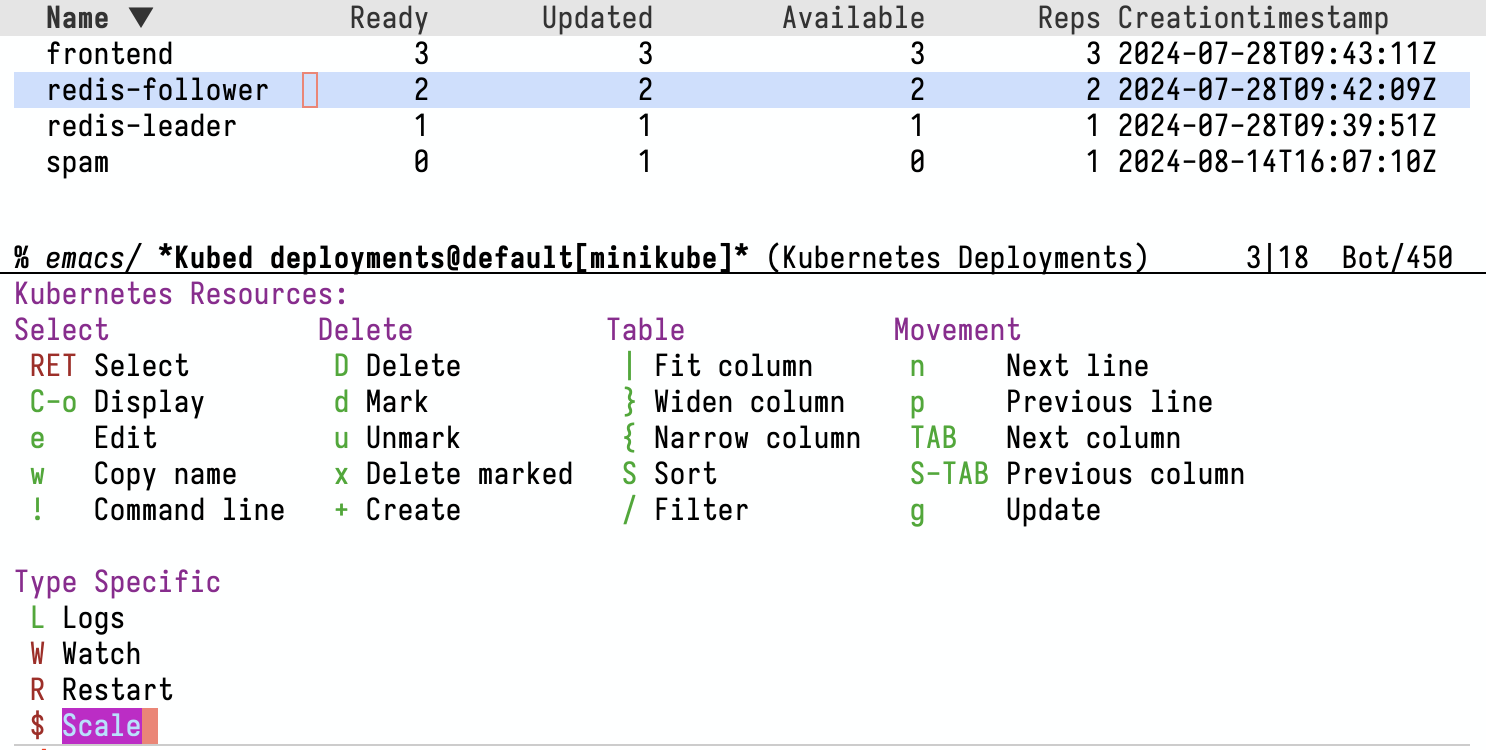 Name ▼ Ready Updated Available Reps Creationtimestamp
frontend 3 3 3 3 2024-07-28T09:43:11Z
redis-follower 2 2 2 2 2024-07-28T09:42:09Z
redis-leader 1 1 1 1 2024-07-28T09:39:51Z
spam 0 1 0 1 2024-08-14T16:07:10Z
% emacs/ *Kubed deployments@default[minikube]* (Kubernetes Deployments) 3|18 Bot/450
Kubernetes Resources:
Select Delete Table Movement
RET Select D Delete | Fit column n Next line
C-o Display d Mark } Widen column p Previous line
e Edit u Unmark { Narrow column TAB Next column
w Copy name x Delete marked S Sort S-TAB Previous column
! Command line + Create / Filter g Update
Type Specific
L Logs
W Watch
R Restart
$ Scale